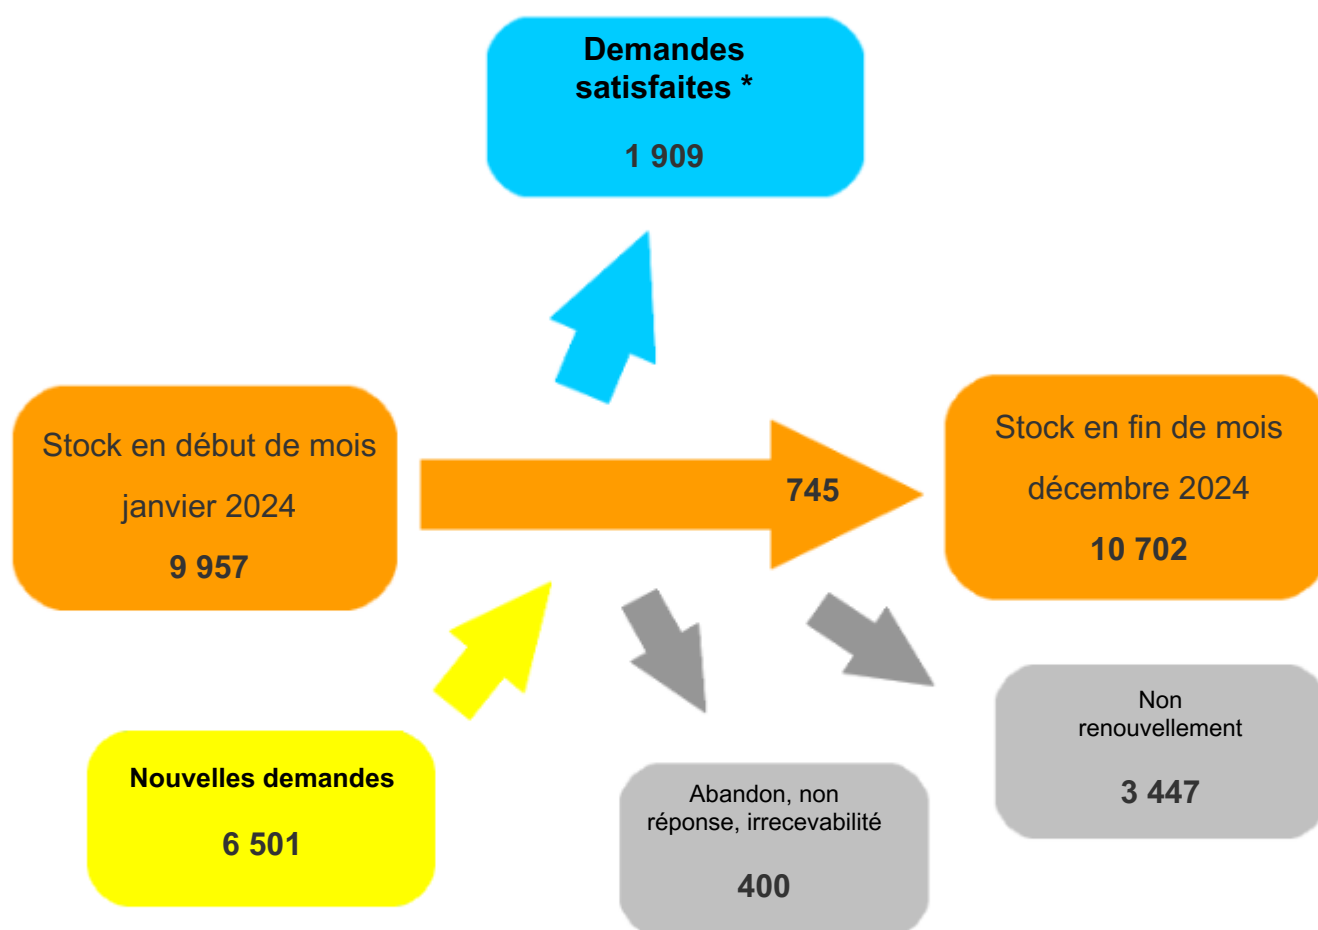 Demandes
satisfaites *
1 909
Stock en début de mois
janvier 2024
9 957
745
Stock en fin de mois
décembre 2024
10 702
Nouvelles demandes
6 501
Abandon, non
réponse, irrecevabilité
400
Non
renouvellement
3 447